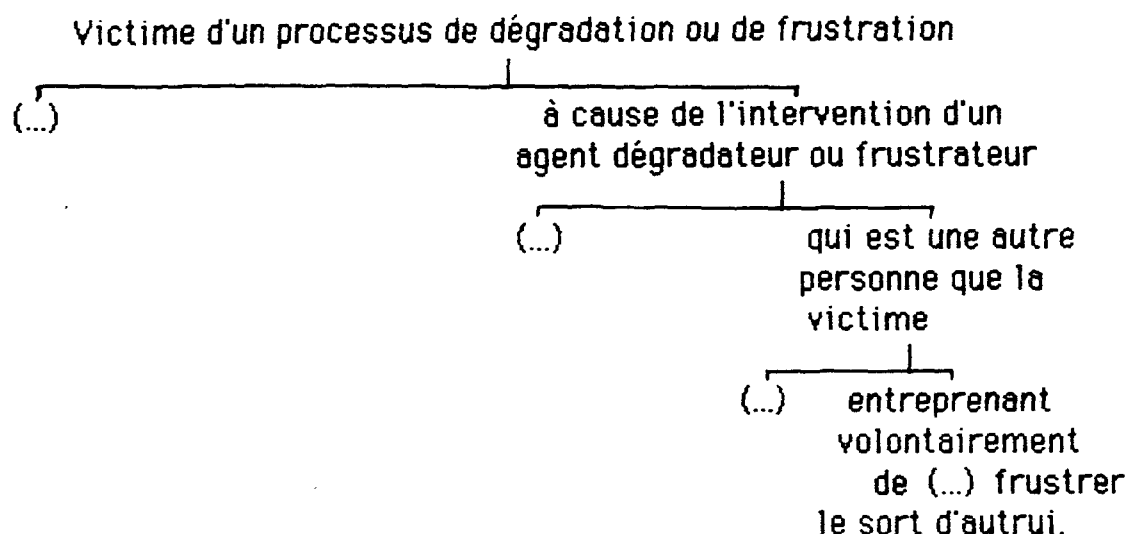 Victime d'un processus de dégradation ou de frustration
(...) à cause de l'intervention d'un
agent dégradateur ou frustrateur
(...) qui est une autre
personne que la
victime
(...) entreprenant
volontairement
de (...) frustrer
le sort d'autrui.